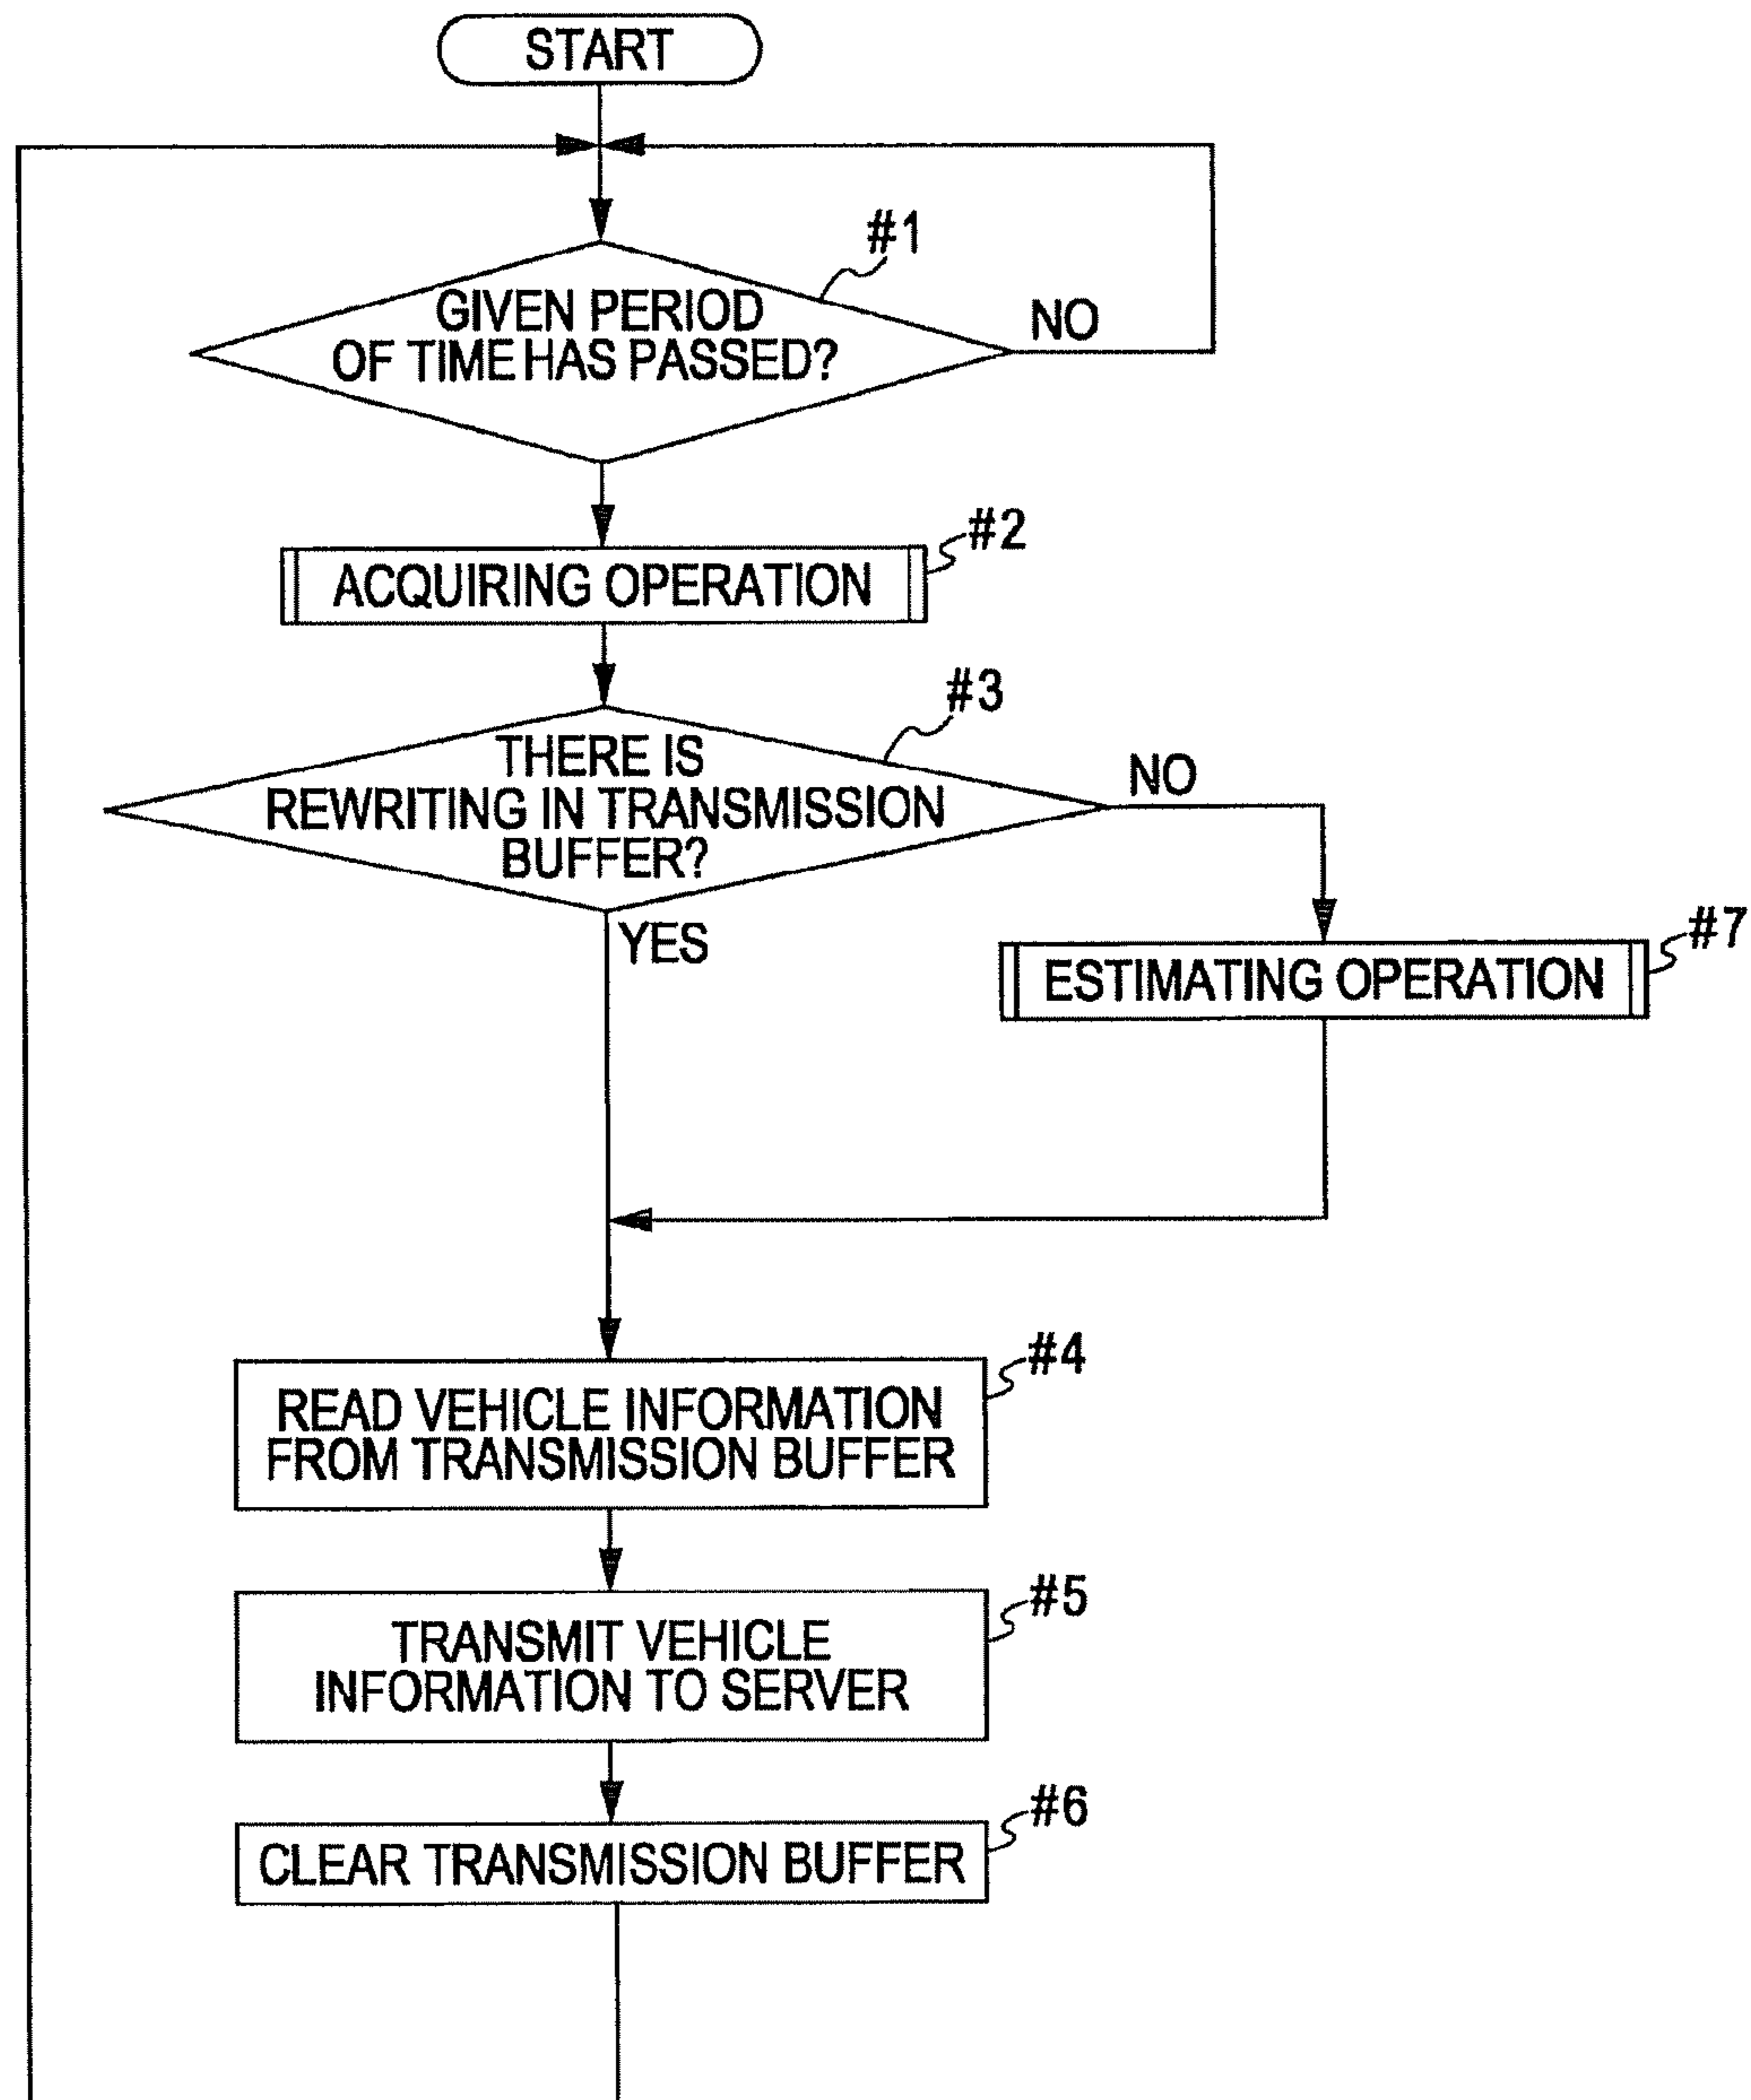 START
#1
GIVEN PERIOD
OF TIME HAS PASSED?
NO
#2
ACQUIRING OPERATION
#3
THERE IS
REWRITING IN TRANSMISSION
BUFFER?
NO
YES
#7
ESTIMATING OPERATION
#4
READ VEHICLE INFORMATION
FROM TRANSMISSION BUFFER
#5
TRANSMIT VEHICLE
INFORMATION TO SERVER
#6
CLEAR TRANSMISSION BUFFER